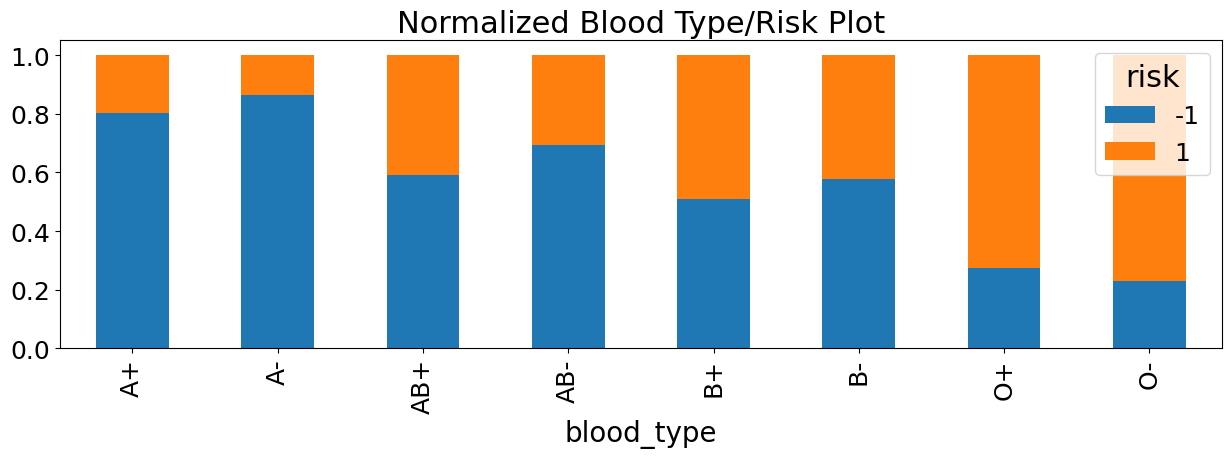 Normalized Blood Type/Risk Plot
1.0
0.8
0.6
0.4
0.2
0.0
risk
-1
1
A+
A-
AB+
AB-
B+
B-
O+
O-
blood_type